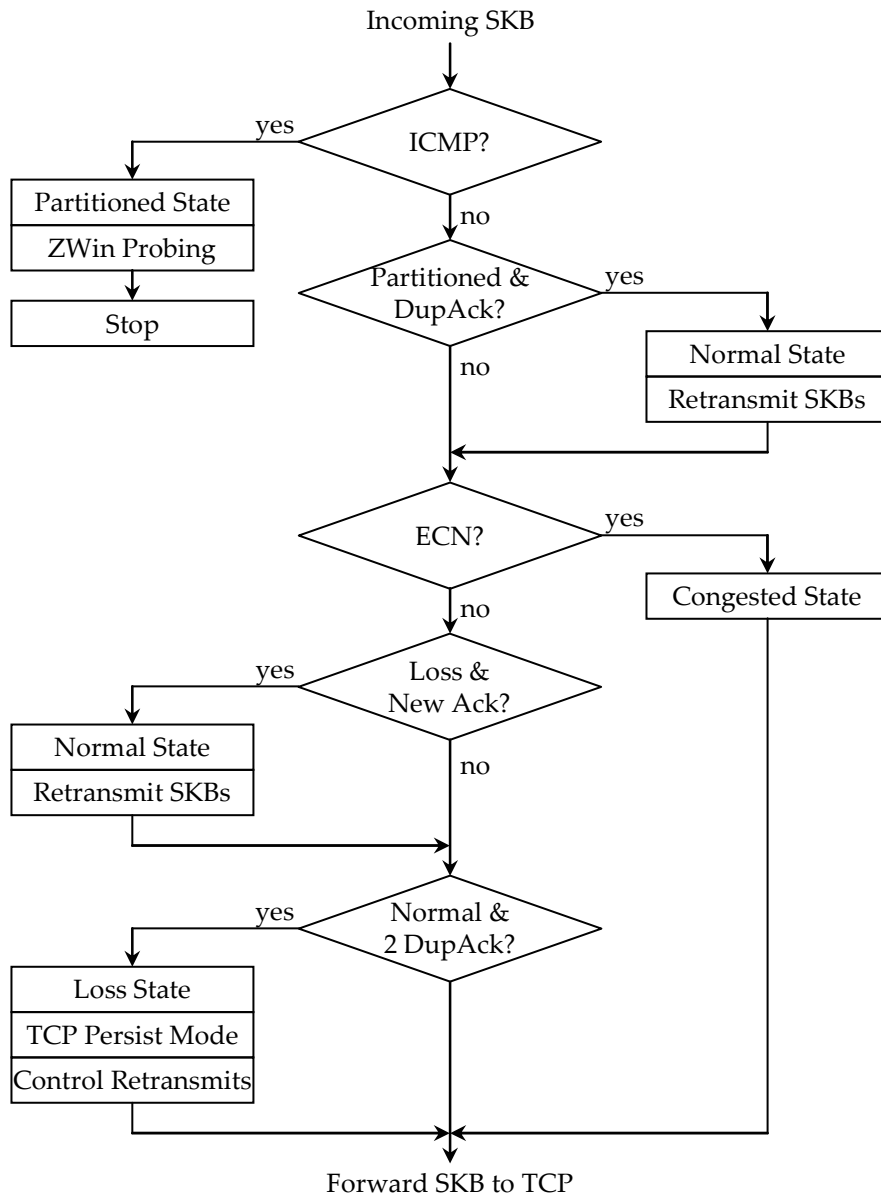 Incoming SKB
ICMP?
yes
no
Partitioned State
ZWin Probing
Stop
Partitioned &
DupAck?
yes
no
Normal State
Retransmit SKBs
ECN?
yes
no
Congested State
Loss &
New Ack?
yes
no
Normal State
Retransmit SKBs
Normal &
2 DupAck?
yes
Loss State
TCP Persist Mode
Control Retransmits
Forward SKB to TCP